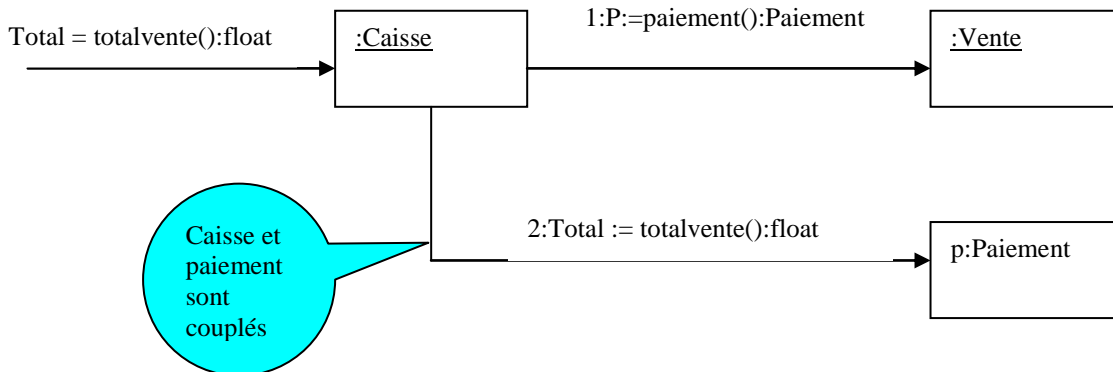 1:P:=paiement():Paiement
Total = totalvente():float
:Caisse
:Vente
2:Total := totalvente():float
Caisse et
paiement
sont
couplés
p:Paiement